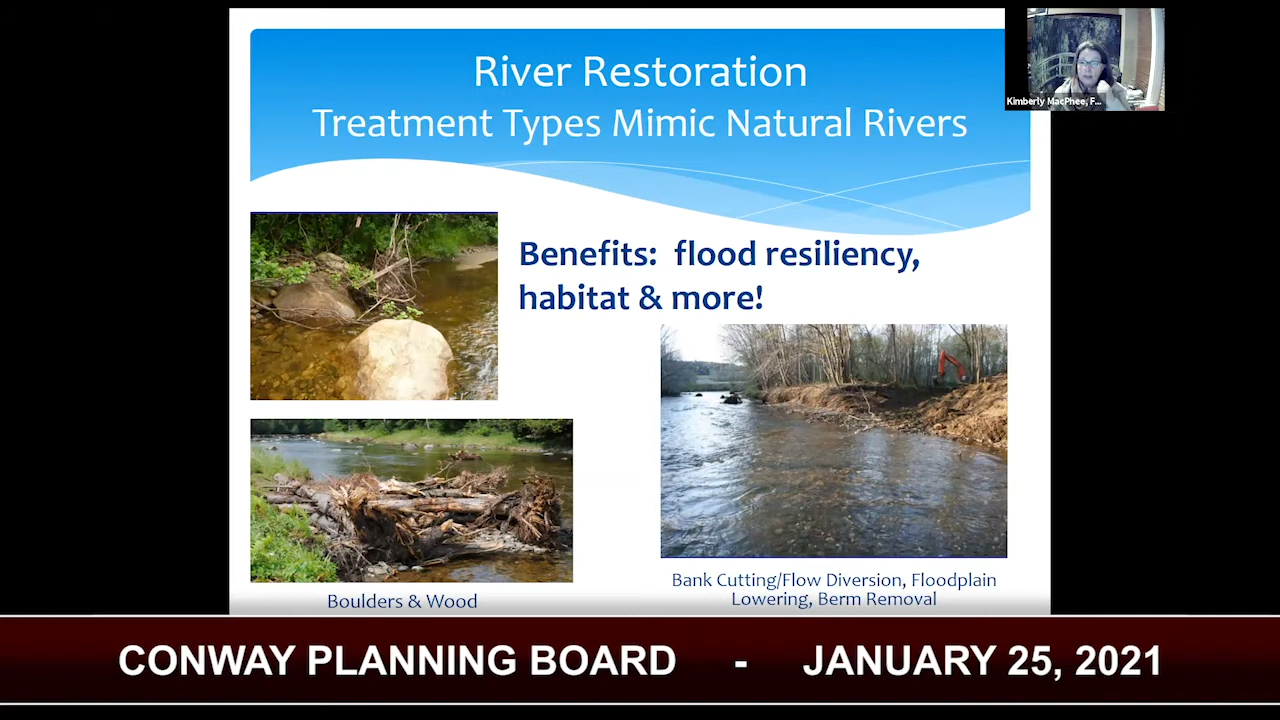 River Restoration
Treatment Types Mimic Natural Rivers
Kimberly MacPhee, F...
Benefits:  flood resiliency,
habitat & more!
Boulders & Wood
Bank Cutting/Flow Diversion, Floodplain
Lowering, Berm Removal
CONWAY PLANNING BOARD - JANUARY 25, 2021